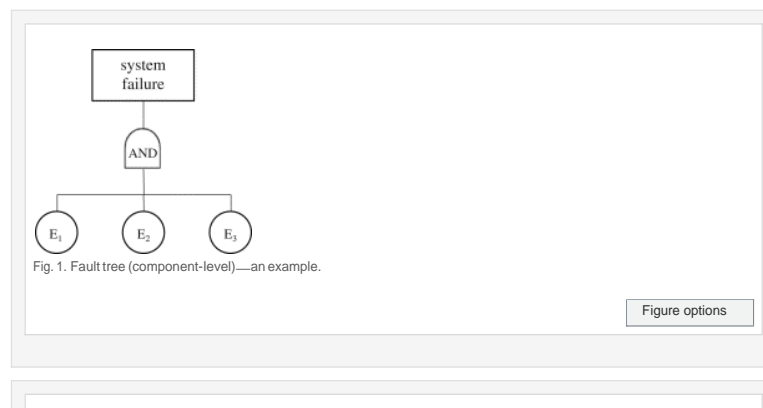 system
failure
AND
E1 E2 E3
Fig. 1. Fault tree (component-level)—an example.
Figure options